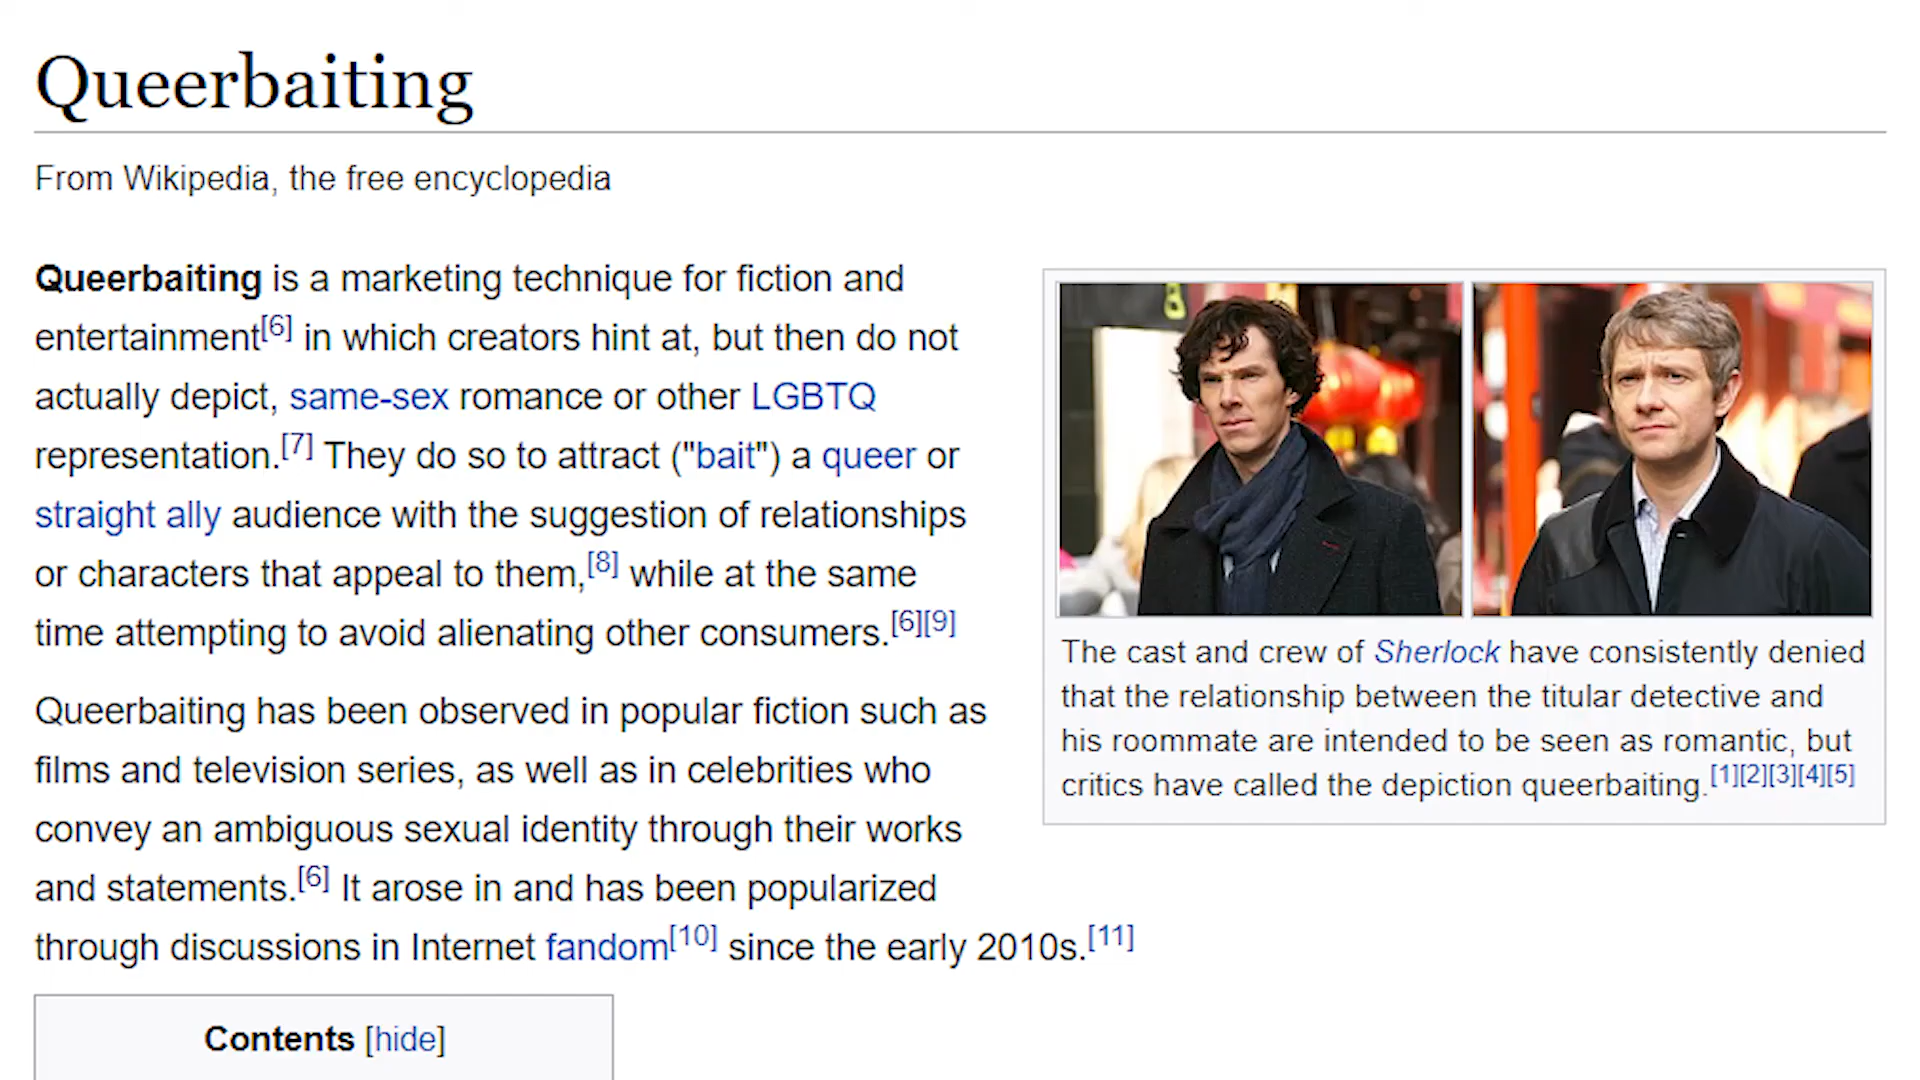 Queerbaiting
From Wikipedia, the free encyclopedia
Queerbaiting is a marketing technique for fiction and
entertainment[6] in which creators hint at, but then do not
actually depict, same-sex romance or other LGBTQ
representation.[7] They do so to attract ("bait") a queer or
straight ally audience with the suggestion of relationships
or characters that appeal to them,[8] while at the same
time attempting to avoid alienating other consumers.[6][9]
Queerbaiting has been observed in popular fiction such as
films and television series, as well as in celebrities who
convey an ambiguous sexual identity through their works
and statements.[6] It arose in and has been popularized
through discussions in Internet fandom[10] since the early 2010s.[11]
8
The cast and crew of Sherlock have consistently denied
that the relationship between the titular detective and
his roommate are intended to be seen as romantic, but
critics have called the depiction queerbaiting.[1][2][3][4][5]
Contents [hide]